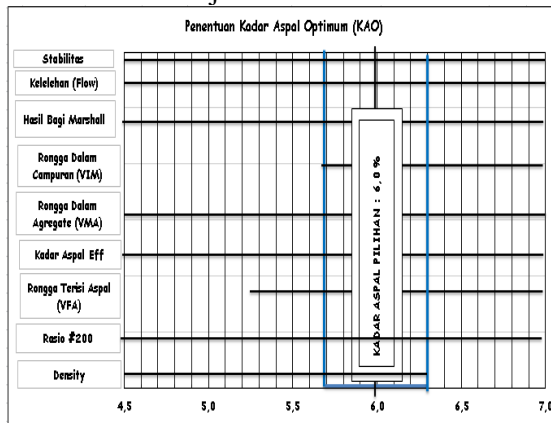 Penentuan Kadar Aspal Optimum (KAO)
Stabilitas
Kelelehan (Flow)
Hasil Bagi Marshall
Rongga Dalam
Campuran (VIM)
Rongga Dalam
Agregate (VMA)
Kadar Aspal Eff
Rongga Terisi Aspal
(VFA)
Rasio #200
Density
KADAR ASPAL PILIHAN : 6,0 %
4,5 5,0 5,5 6,0 6,5 7,0